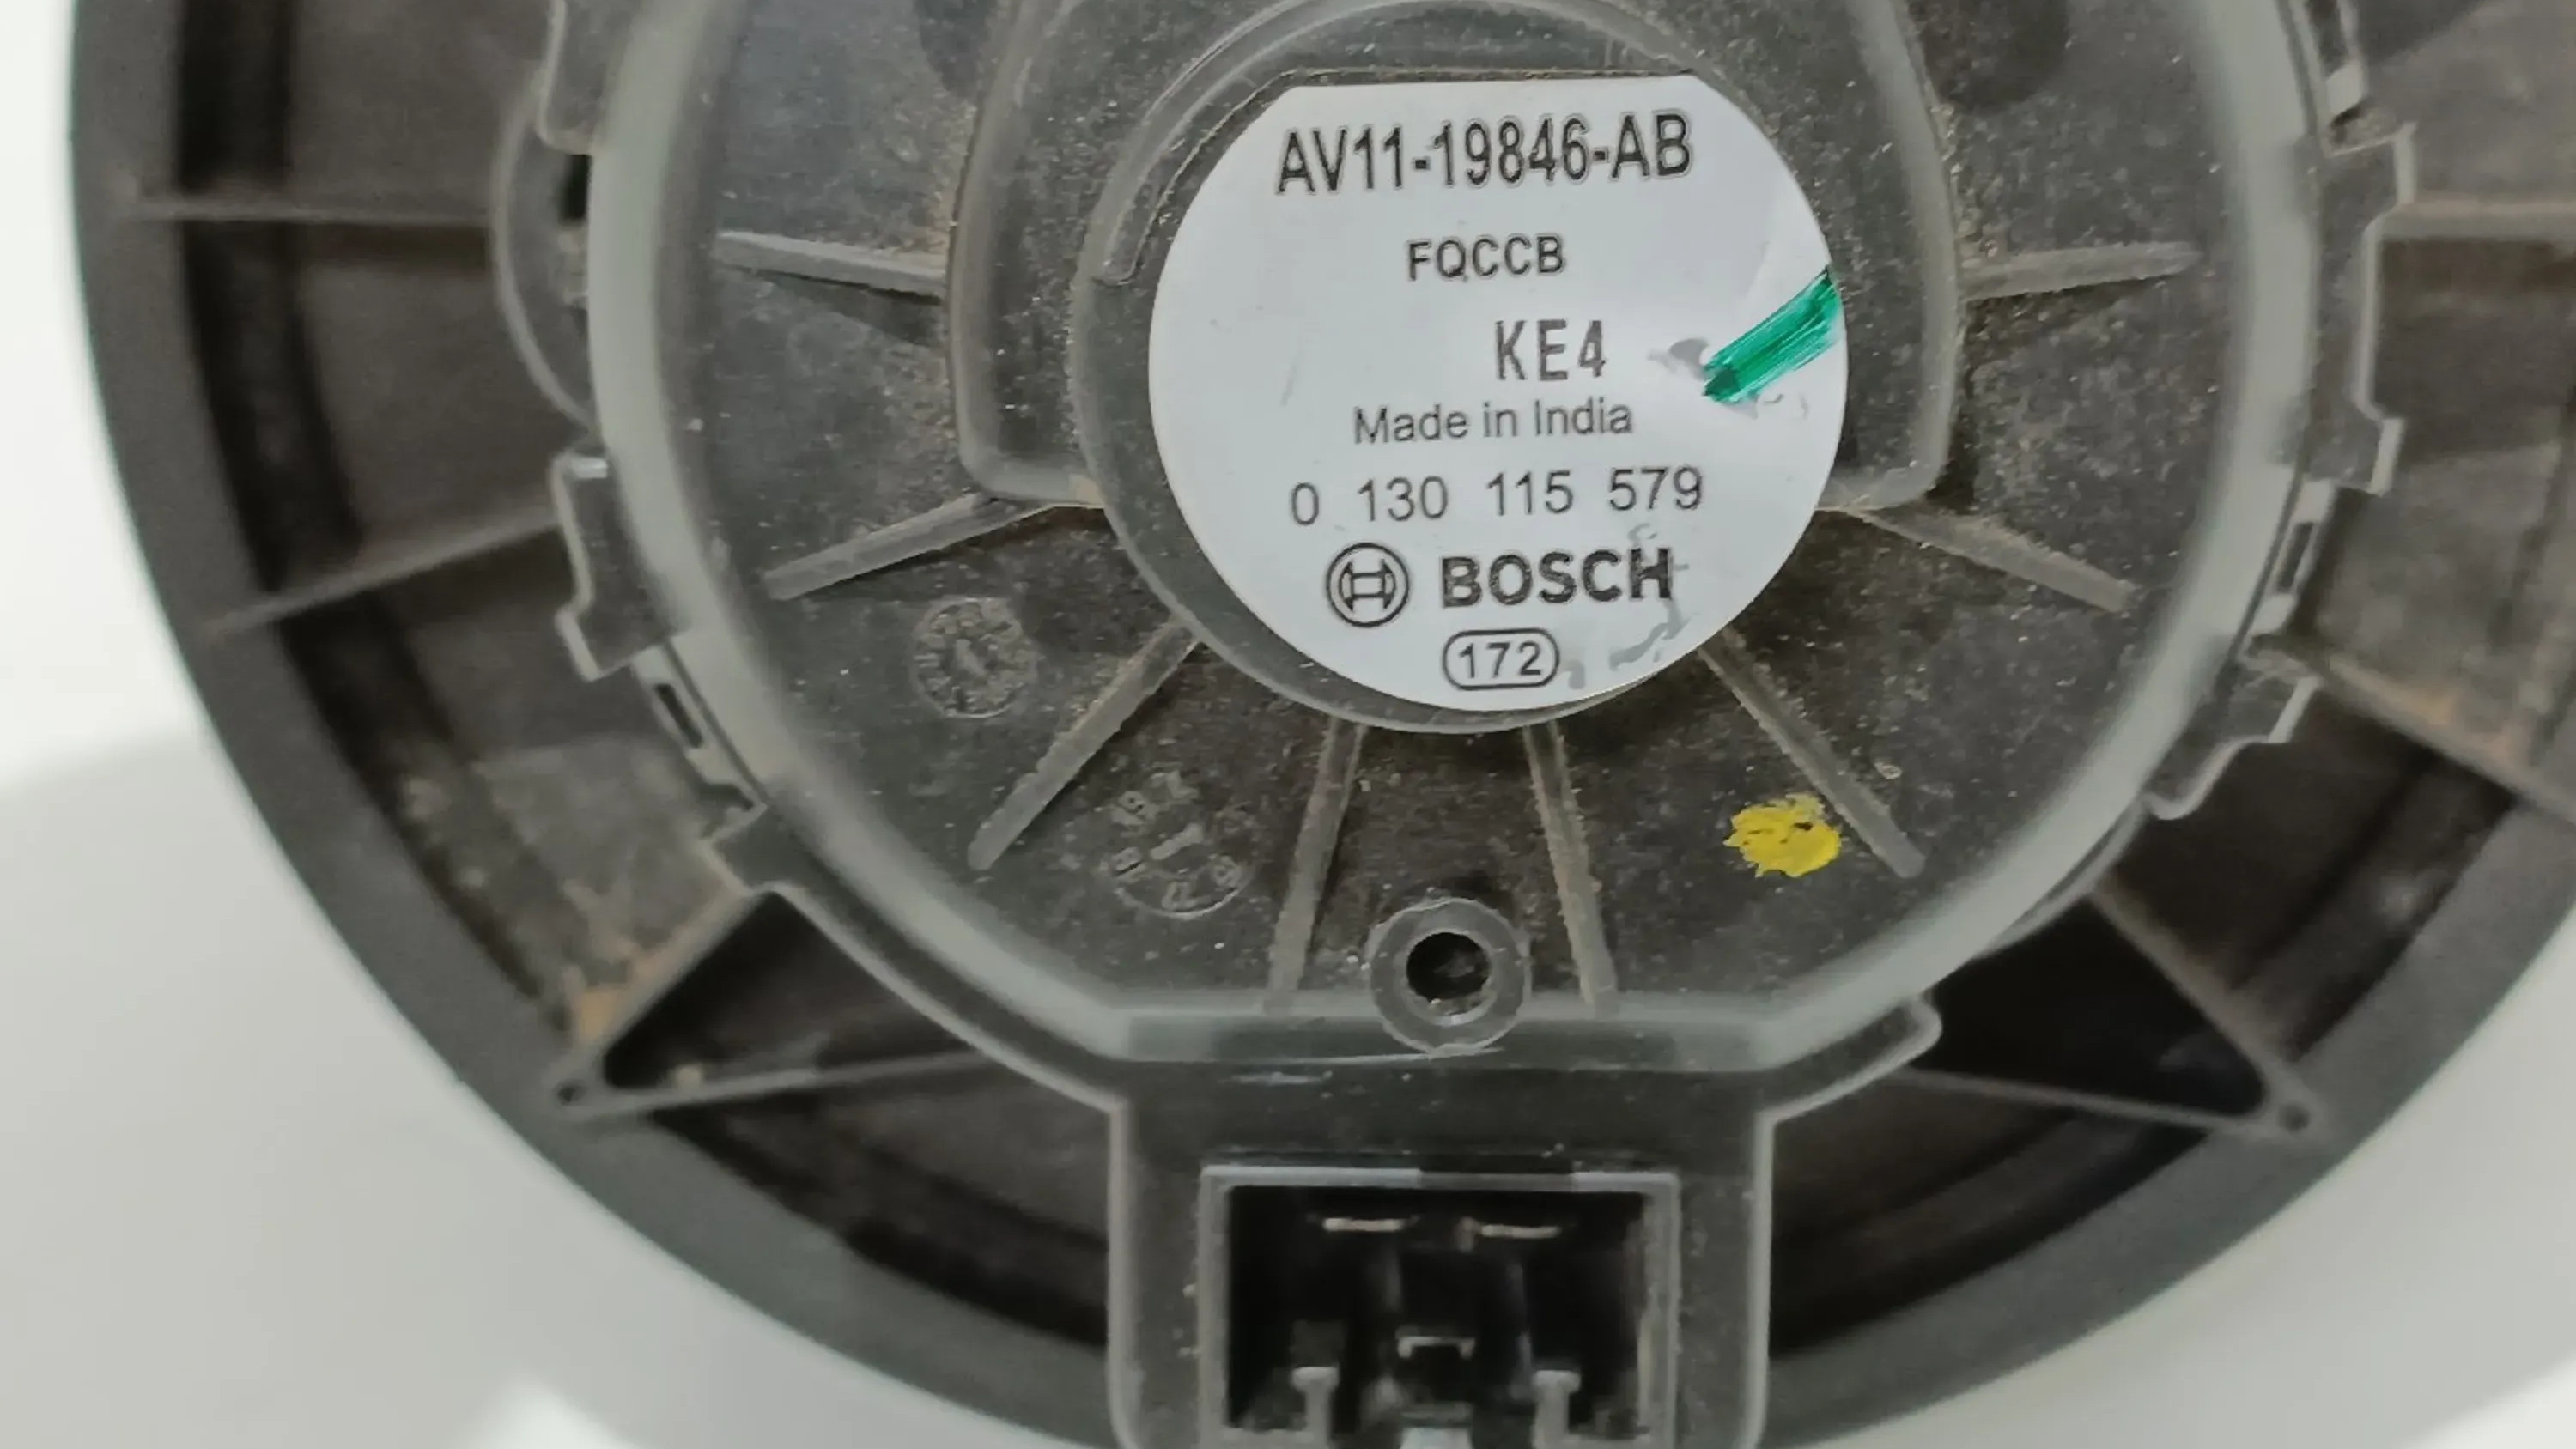 AV11-19846-AB
FQCCB
KE4
Made in India
0 130 115 579
BOSCH
172